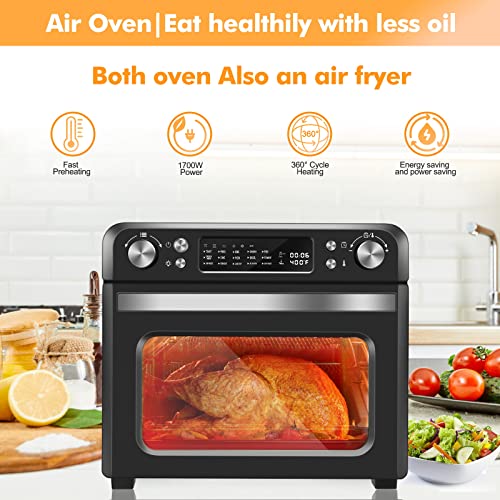 Air Oven|Eat healthily with less oil
Both oven Also an air fryer
360°
Fast
Preheating
1700W
Power
360° Cycle
Heating
Energy saving
and power saving
00:06
400°F